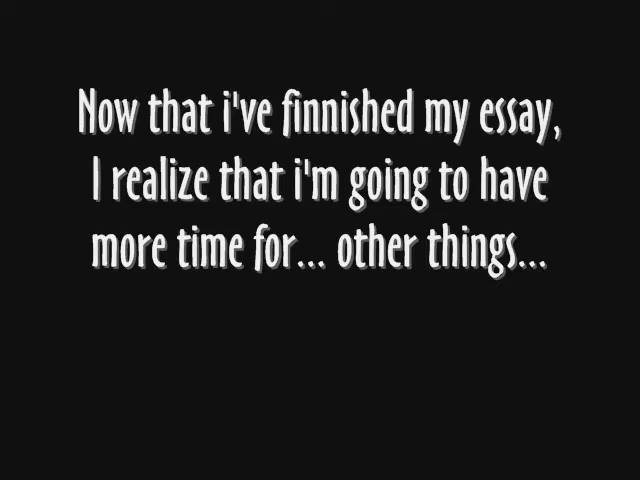 Now that i've finnished my essay,
I realize that i'm going to have
more time for... other things...